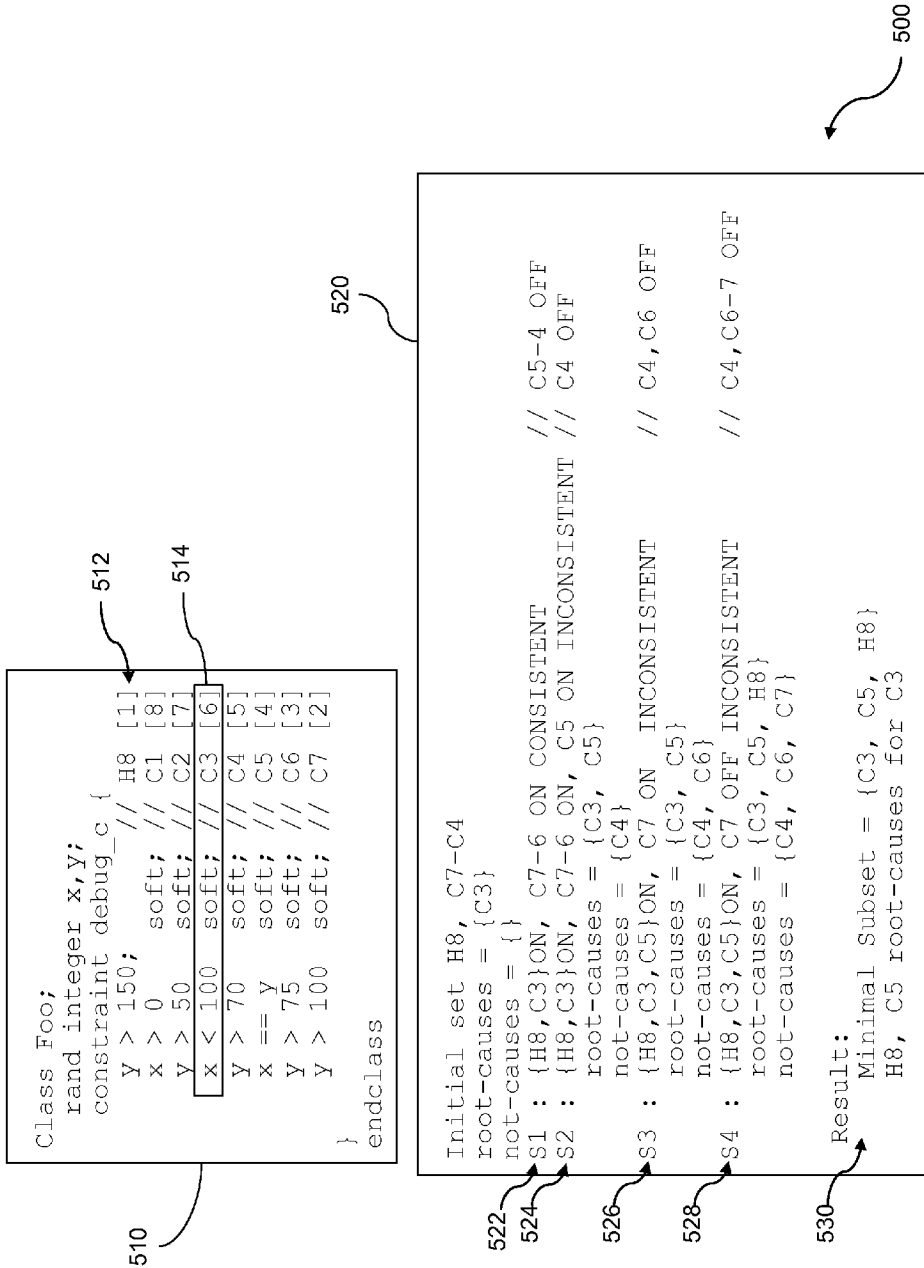 Class Foo;
rand integer x,y;
constraint debug_c {
y > 150; // H8 [1]
x > 0 soft; // C1 [8]
y > 50 soft; // C2 [7]
x < 100 soft; // C3 [6]
y > 70 soft; // C4 [5]
x == y soft; // C5 [4]
y > 75 soft; // C6 [3]
y > 100 soft; // C7 [2]
}
endclass
510
512
514
520
Initial set H8, C7-C4
root-causes = {C3}
not-causes = {}
S1 : {H8,C3}ON, C7-6 ON CONSISTENT // C5-4 OFF
S2 : {H8,C3}ON, C7-6 ON, C5 ON INCONSISTENT // C4 OFF
root-causes = {C3, C5}
not-causes = {C4}
S3 : {H8,C3,C5}ON, C7 ON INCONSISTENT // C4,C6 OFF
root-causes = {C3, C5}
not-causes = {C4, C6}
S4 : {H8,C3,C5}ON, C7 OFF INCONSISTENT // C4,C6-7 OFF
root-causes = {C3, C5, H8}
not-causes = {C4, C6, C7}
Result:
Minimal Subset = {C3, C5, H8}
H8, C5 root-causes for C3
522
524
526
528
530
500